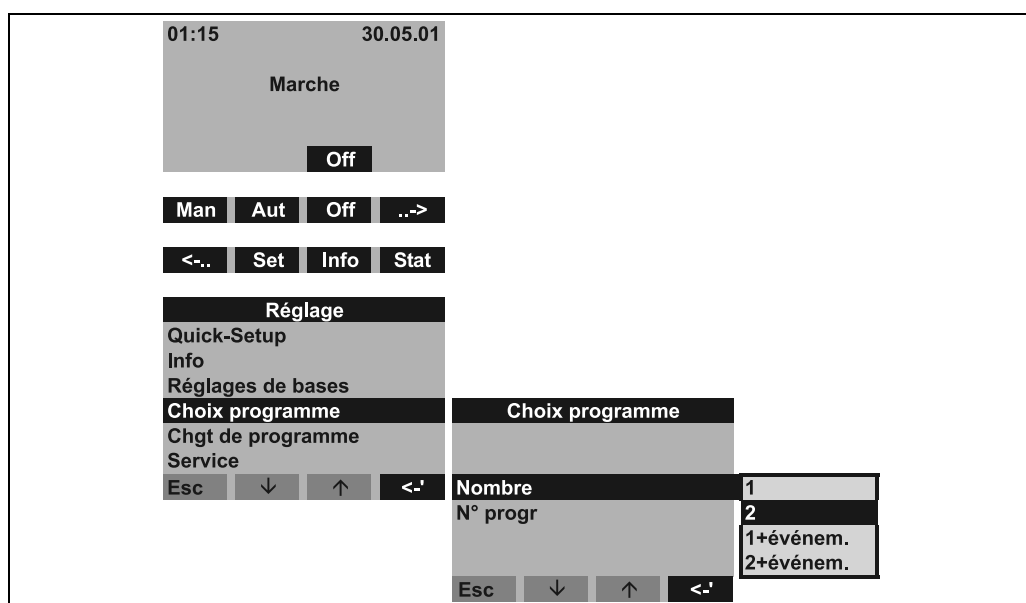 01:15 30.05.01
Marche
Off
Man Aut Off ..->
<-.. Set Info Stat
Réglage
Quick-Setup
Info
Réglages de bases
Choix programme
Chgt de programme
Service
Esc ↓ ↑ <-'
Choix programme
Nombre
N° progr
Esc ↓ ↑ <-'
1
2
1+événem.
2+événem.